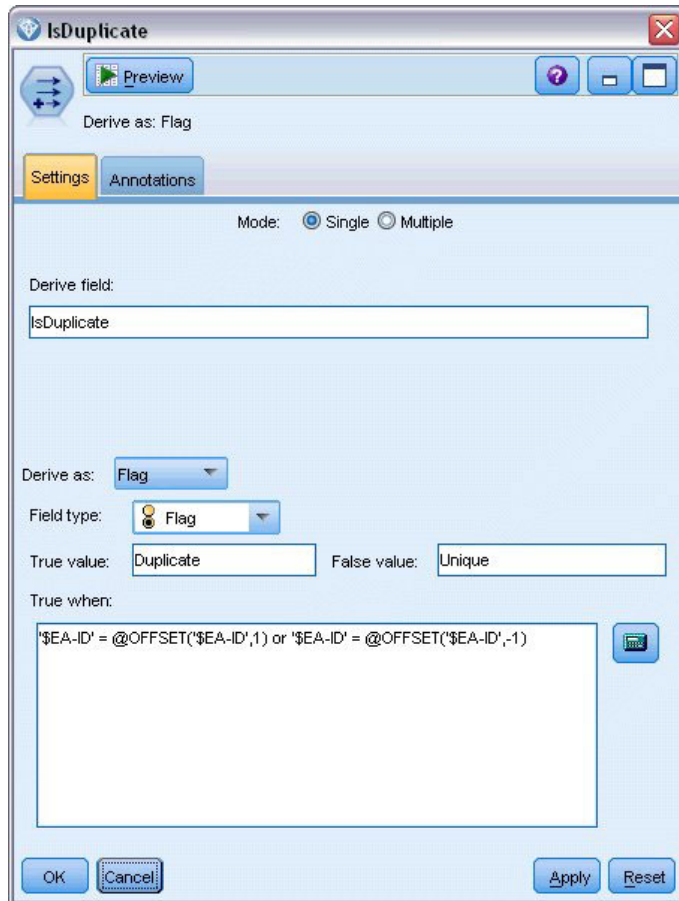 IsDuplicate
Preview
Derive as: Flag
Settings Annotations
Mode: Single Multiple
Derive field:
IsDuplicate
Derive as: Flag
Field type: Flag
True value: Duplicate False value: Unique
True when:
'$EA-ID' = @OFFSET('$EA-ID',1) or '$EA-ID' = @OFFSET('$EA-ID',-1)
OK Cancel Apply Reset